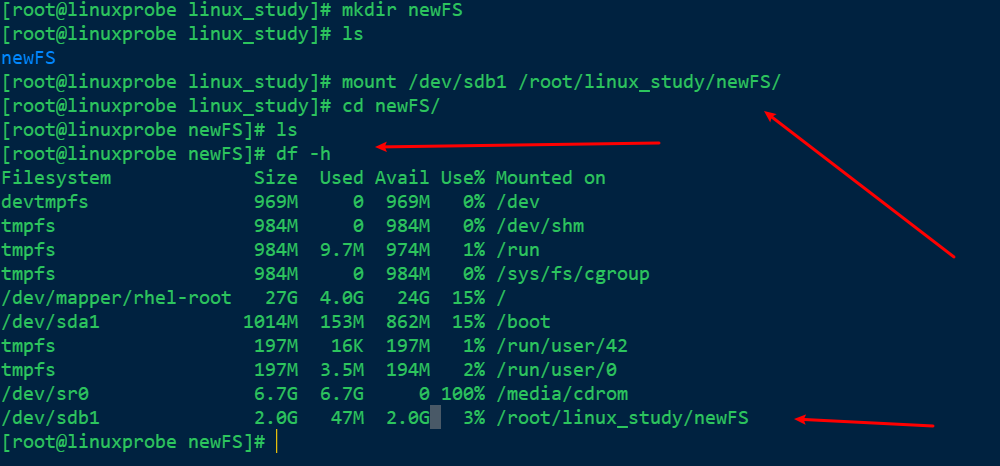 [root@linuxprobe linux_study]# mkdir newFS
[root@linuxprobe linux_study]# ls
newFS
[root@linuxprobe linux_study]# mount /dev/sdb1 /root/linux_study/newFS/
[root@linuxprobe linux_study]# cd newFS/
[root@linuxprobe newFS]# ls
[root@linuxprobe newFS]# df -h
Filesystem             Size  Used Avail Use% Mounted on
devtmpfs               969M     0  969M   0% /dev
tmpfs                  984M     0  984M   0% /dev/shm
tmpfs                  984M  9.7M  974M   1% /run
tmpfs                  984M     0  984M   0% /sys/fs/cgroup
/dev/mapper/rhel-root   27G  4.0G   24G  15% /
/dev/sda1             1014M  153M  862M  15% /boot
tmpfs                  197M   16K  197M   1% /run/user/42
tmpfs                  197M  3.5M  194M   2% /run/user/0
/dev/sr0               6.7G  6.7G     0 100% /media/cdrom
/dev/sdb1              2.0G   47M  2.0G   3% /root/linux_study/newFS
[root@linuxprobe newFS]#